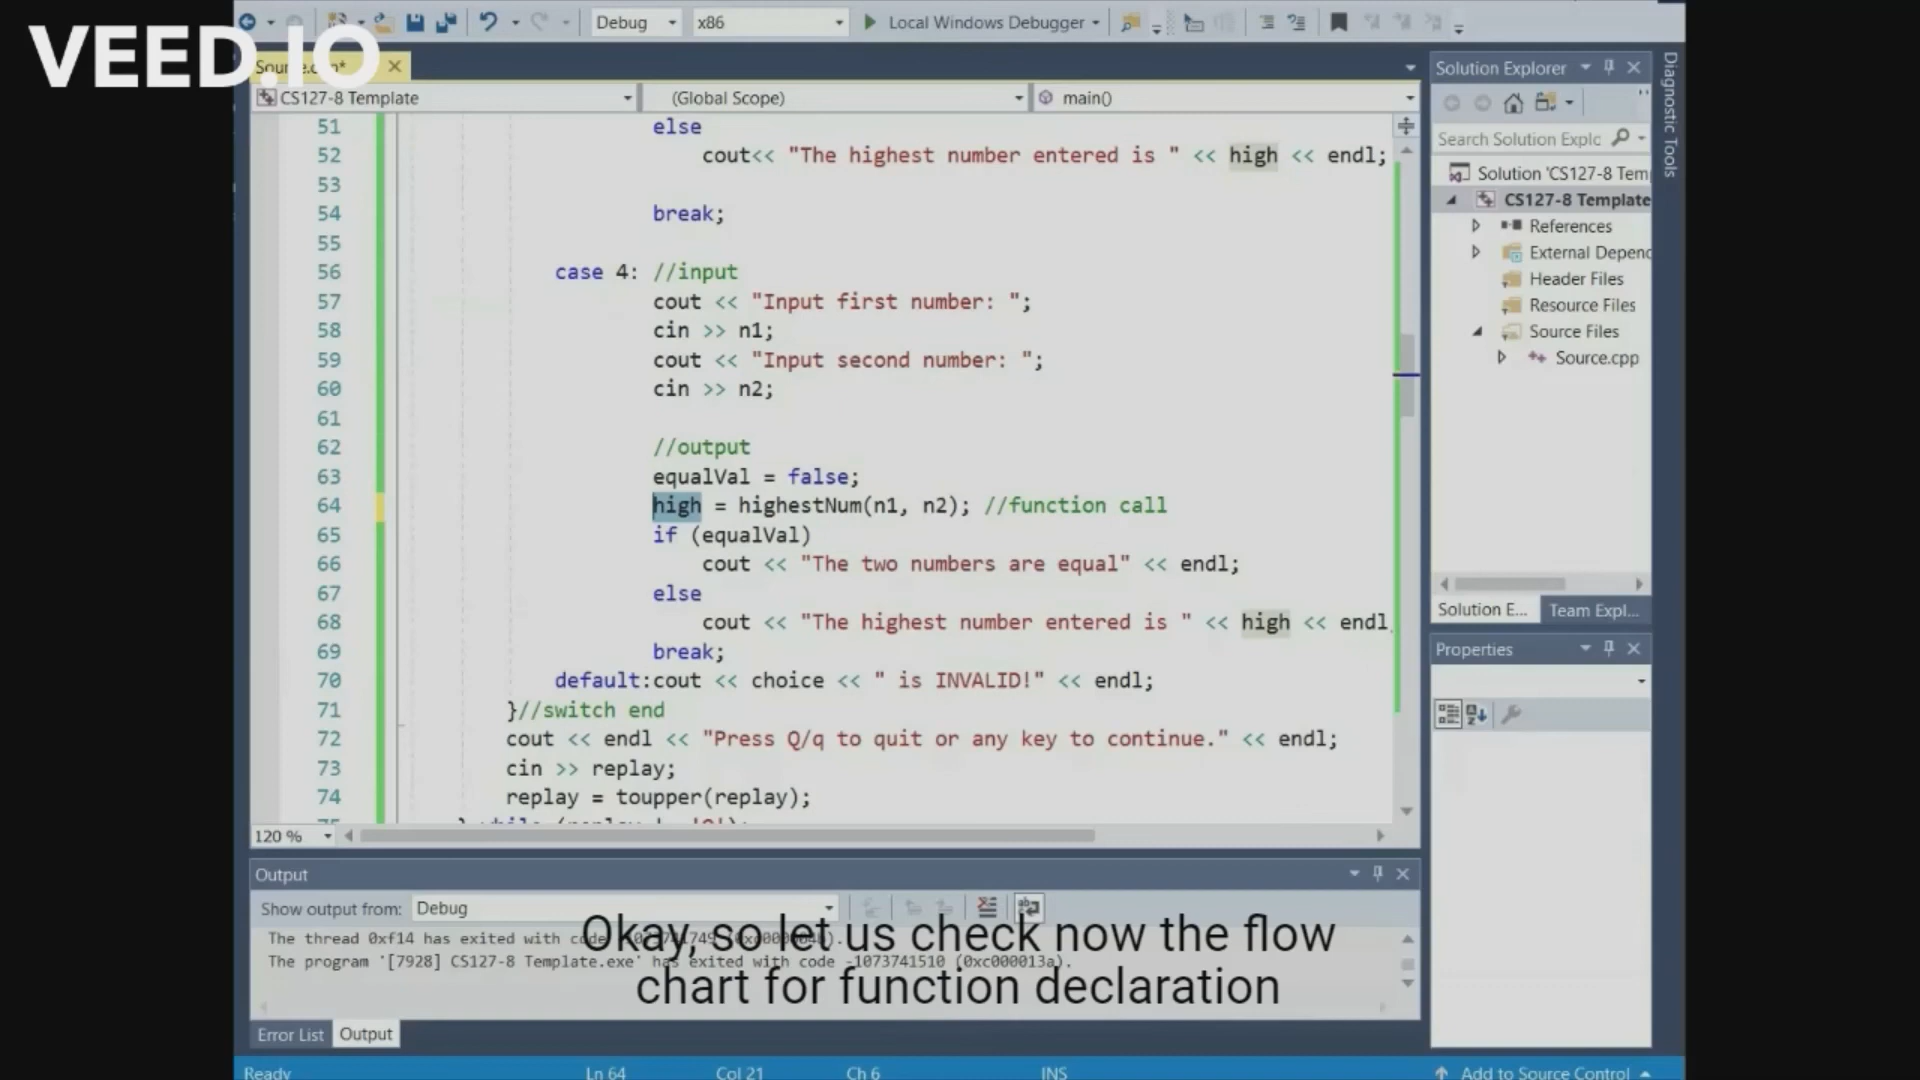 VEED.IO
Debug
x86
Local Windows Debugger
CS127-8 Template
(Global Scope)
main()
51 else
52 cout<< "The highest number entered is " << high << endl;
53
54 break;
55
56 case 4: //input
57 cout << "Input first number: ";
58 cin >> n1;
59 cout << "Input second number: ";
60 cin >> n2;
61
62 //output
63 equalVal = false;
64 high = highestNum(n1, n2); //function call
65 if (equalVal)
66 cout << "The two numbers are equal" << endl;
67 else
68 cout << "The highest number entered is " << high << endl
69 break;
70 default:cout << choice << " is INVALID!" << endl;
71 }//switch end
72 cout << endl << "Press Q/q to quit or any key to continue." << endl;
73 cin >> replay;
74 replay = toupper(replay);
120 %
Output
Show output from: Debug
The thread 0xf14 has exited with code
The program '[7928] CS127-8 Template.exe' has exited with code -1073741510 (0xc000013a).
Okay, so let us check now the flow
chart for function declaration
Error List Output
Ready Ln 64 Col 21 Ch 6 INS Add to Source Control
Solution Explorer
Search Solution Explc
Solution 'CS127-8 Tem
CS127-8 Template
References
External Depenc
Header Files
Resource Files
Source Files
Source.cpp
Solution E... Team Expl...
Properties
Diagnostic Tools